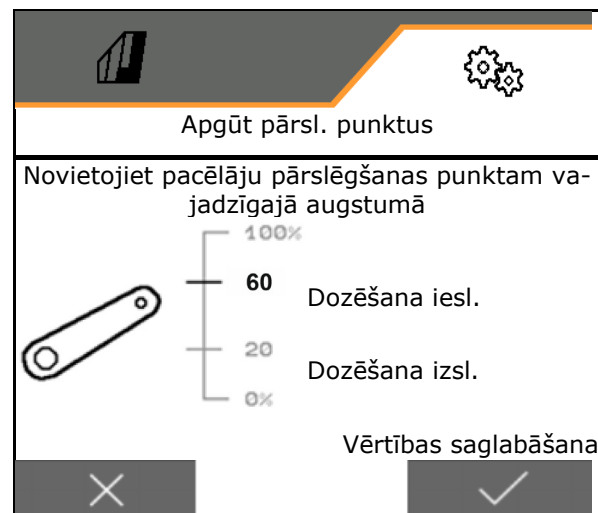 Apgūt pārsl. punktus
Novietojiet pacēlāju pārslēgšanas punktam va-
jadzīgajā augstumā
100%
60
Dozēšana iesl.
20
Dozēšana izsl.
0%
Vērtības saglabāšana